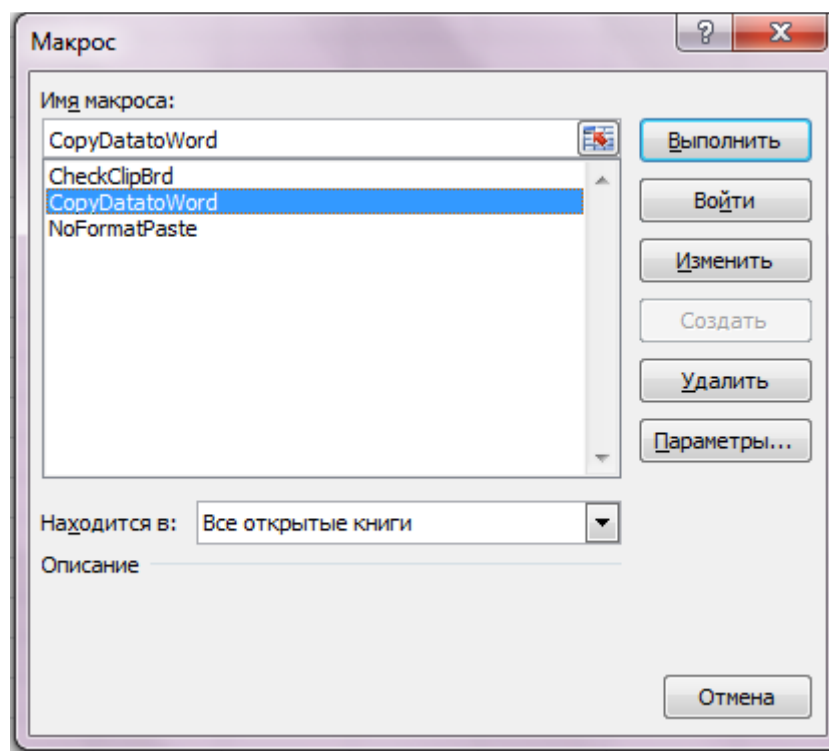 Макрос
Имя макроса:
CopyDatatoWord
CheckClipBrd
CopyDatatoWord
NoFormatPaste
Выполнить
Войти
Изменить
Создать
Удалить
Параметры...
Находится в: Все открытые книги
Описание
Отмена